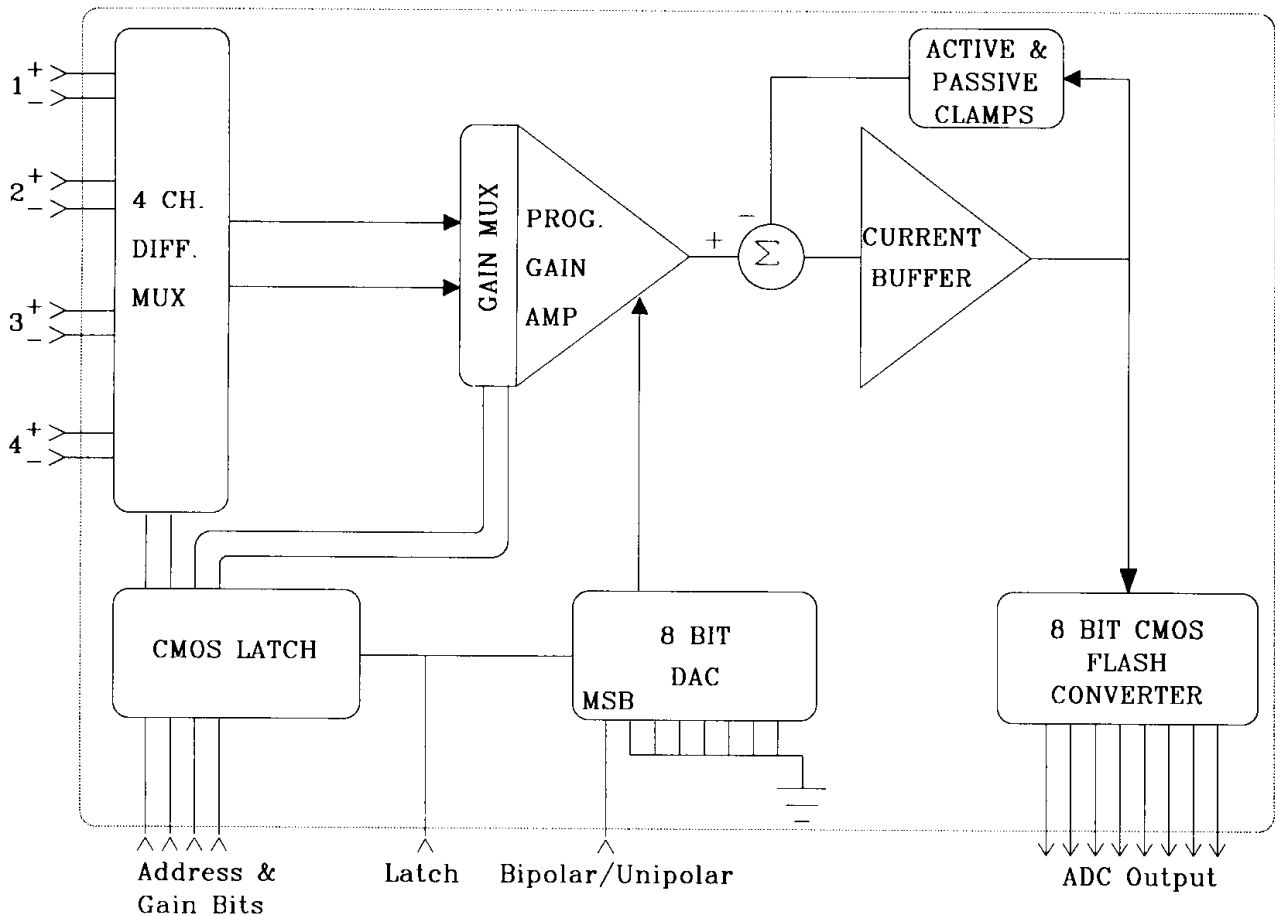 1 + -
2 + -
3 + -
4 + -
4 CH.
DIFF.
MUX
GAIN MUX
PROG.
GAIN
AMP
+
-
Σ
CURRENT
BUFFER
ACTIVE &
PASSIVE
CLAMPS
CMOS LATCH
8 BIT
DAC
MSB
8 BIT CMOS
FLASH
CONVERTER
Address &
Gain Bits
Latch
Bipolar/Unipolar
ADC Output